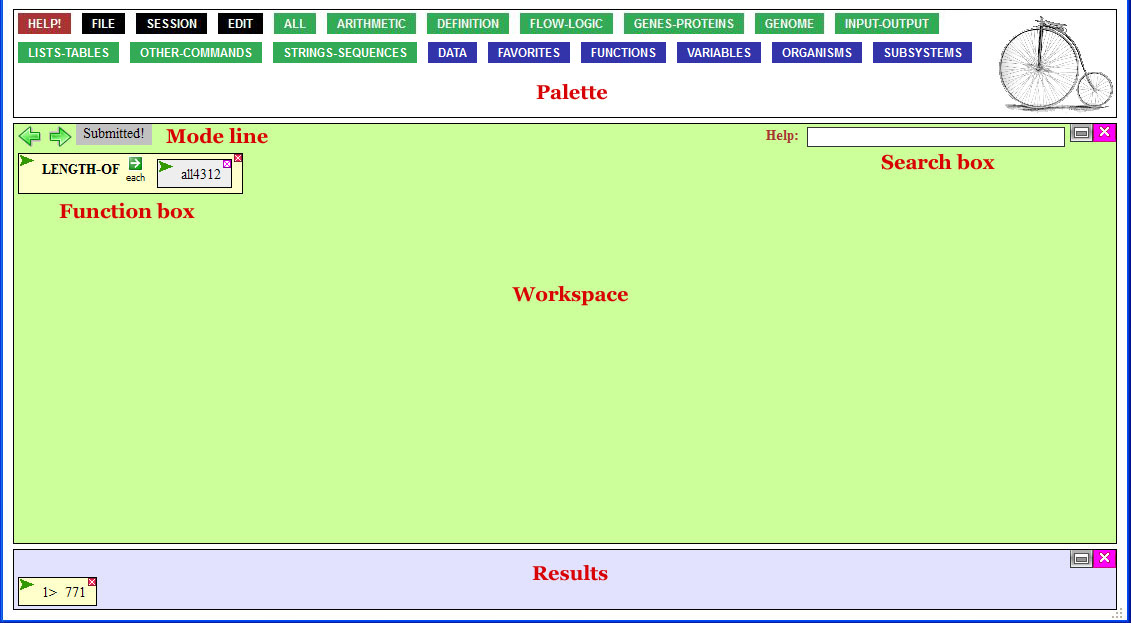 HELP! FILE SESSION EDIT ALL ARITHMETIC DEFINITION FLOW-LOGIC GENES-PROTEINS GENOME INPUT-OUTPUT
LISTS-TABLES OTHER-COMMANDS STRINGS-SEQUENCES DATA FAVORITES FUNCTIONS VARIABLES ORGANISMS SUBSYSTEMS
Palette
Submitted! Mode line Help:
Search box
LENGTH-OF each all4312
Function box
Workspace
Results
1> 771